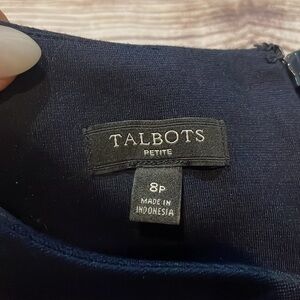 TALBOTS
PETITE
8P
MADE IN
INDONESIA